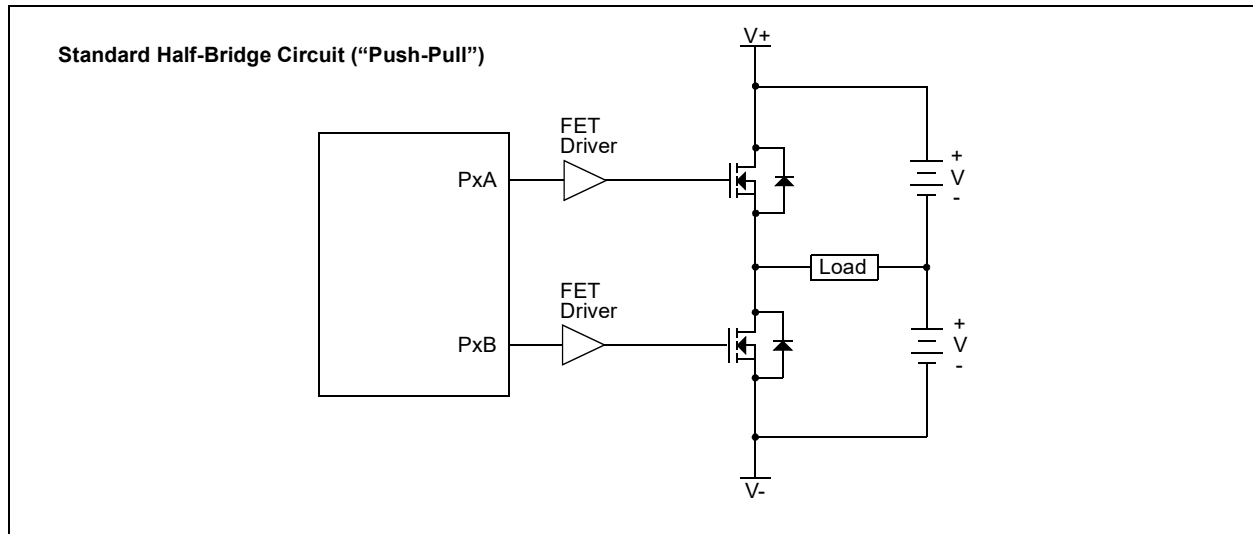 Standard Half-Bridge Circuit (“Push-Pull”)
V+
FET
Driver
PxA
+
V
-
Load
FET
Driver
PxB
+
V
-
V-